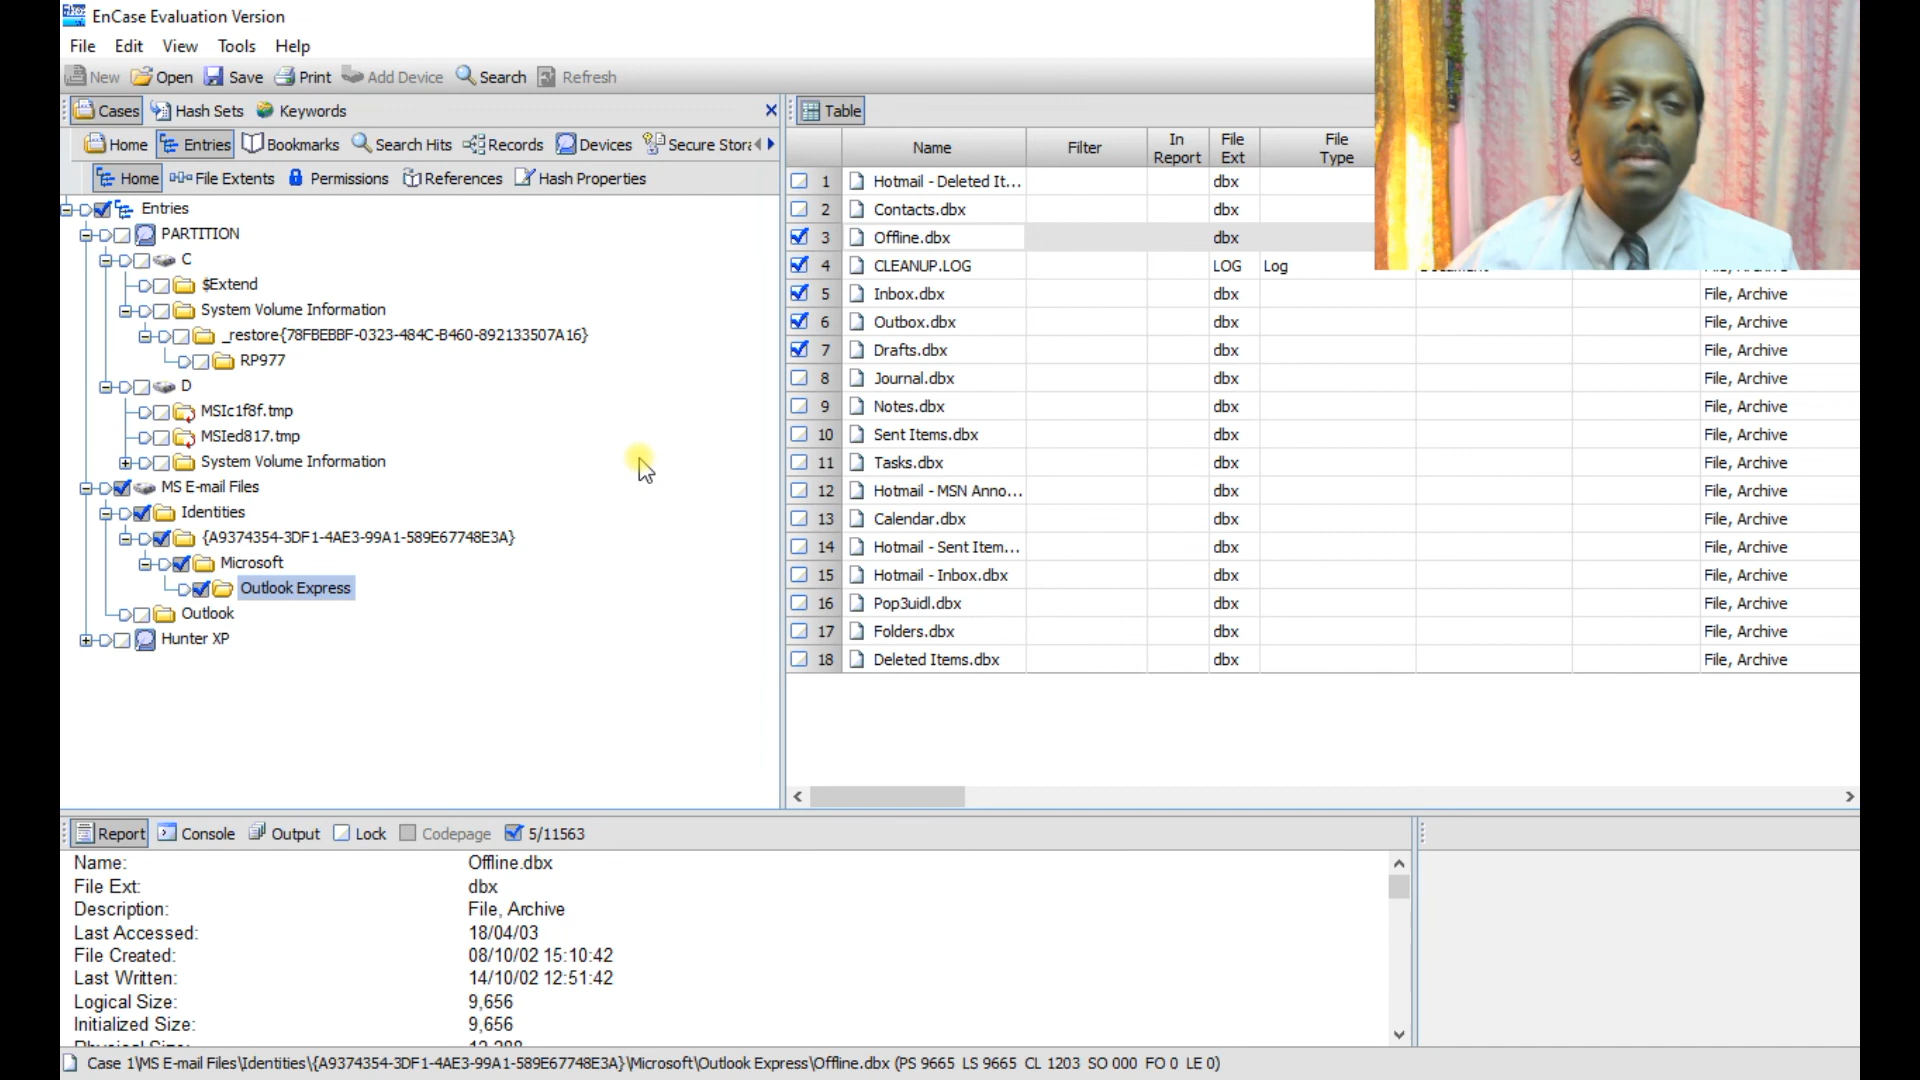 EnCase Evaluation Version
File Edit View Tools Help
New Open Save Print Add Device Search Refresh
Cases Hash Sets Keywords
Home Entries Bookmarks Search Hits Records Devices Secure Stor
Home File Extents Permissions References Hash Properties
Entries
PARTITION
C
$Extend
System Volume Information
_restore{78FBEBBF-0323-484C-B460-892133507A16}
RP977
D
MSIc1f8f.tmp
MSIed817.tmp
System Volume Information
MS E-mail Files
Identities
{A9374354-3DF1-4AE3-99A1-589E67748E3A}
Microsoft
Outlook Express
Outlook
Hunter XP
Table
Name Filter In Report File Ext File Type
1 Hotmail - Deleted It... dbx
2 Contacts.dbx dbx
3 Offline.dbx dbx
4 CLEANUP.LOG LOG Log
5 Inbox.dbx dbx File, Archive
6 Outbox.dbx dbx File, Archive
7 Drafts.dbx dbx File, Archive
8 Journal.dbx dbx File, Archive
9 Notes.dbx dbx File, Archive
10 Sent Items.dbx dbx File, Archive
11 Tasks.dbx dbx File, Archive
12 Hotmail - MSN Anno... dbx File, Archive
13 Calendar.dbx dbx File, Archive
14 Hotmail - Sent Item... dbx File, Archive
15 Hotmail - Inbox.dbx dbx File, Archive
16 Pop3uidl.dbx dbx File, Archive
17 Folders.dbx dbx File, Archive
18 Deleted Items.dbx dbx File, Archive
Report Console Output Lock Codepage 5/11563
Name: Offline.dbx
File Ext: dbx
Description: File, Archive
Last Accessed: 18/04/03
File Created: 08/10/02 15:10:42
Last Written: 14/10/02 12:51:42
Logical Size: 9,656
Initialized Size: 9,656
Case 1\MS E-mail Files\Identities\{A9374354-3DF1-4AE3-99A1-589E67748E3A}\Microsoft\Outlook Express\Offline.dbx (PS 9665 LS 9665 CL 1203 SO 000 FO 0 LE 0)